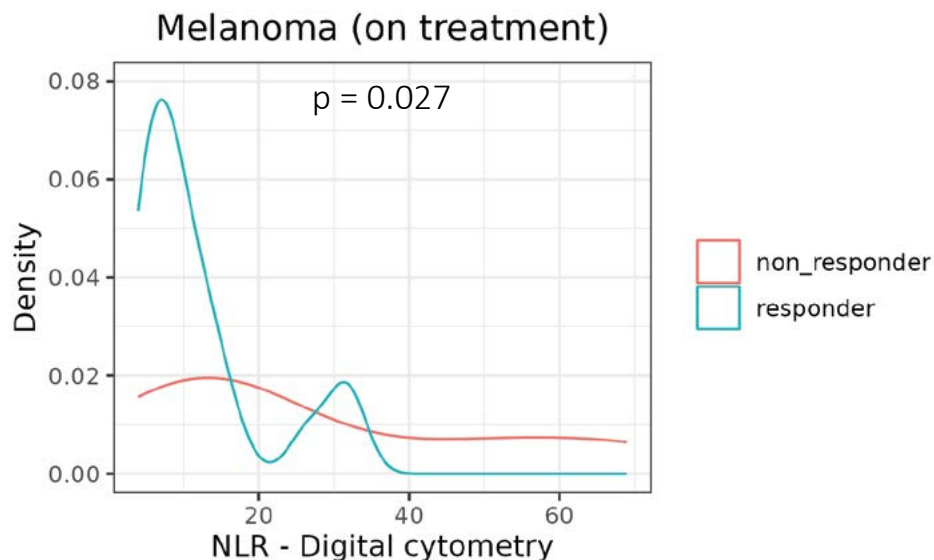 Melanoma (on treatment)
p = 0.027
0.08
0.06
0.04
0.02
0.00
Density
20
40
60
NLR - Digital cytometry
non_responder
responder